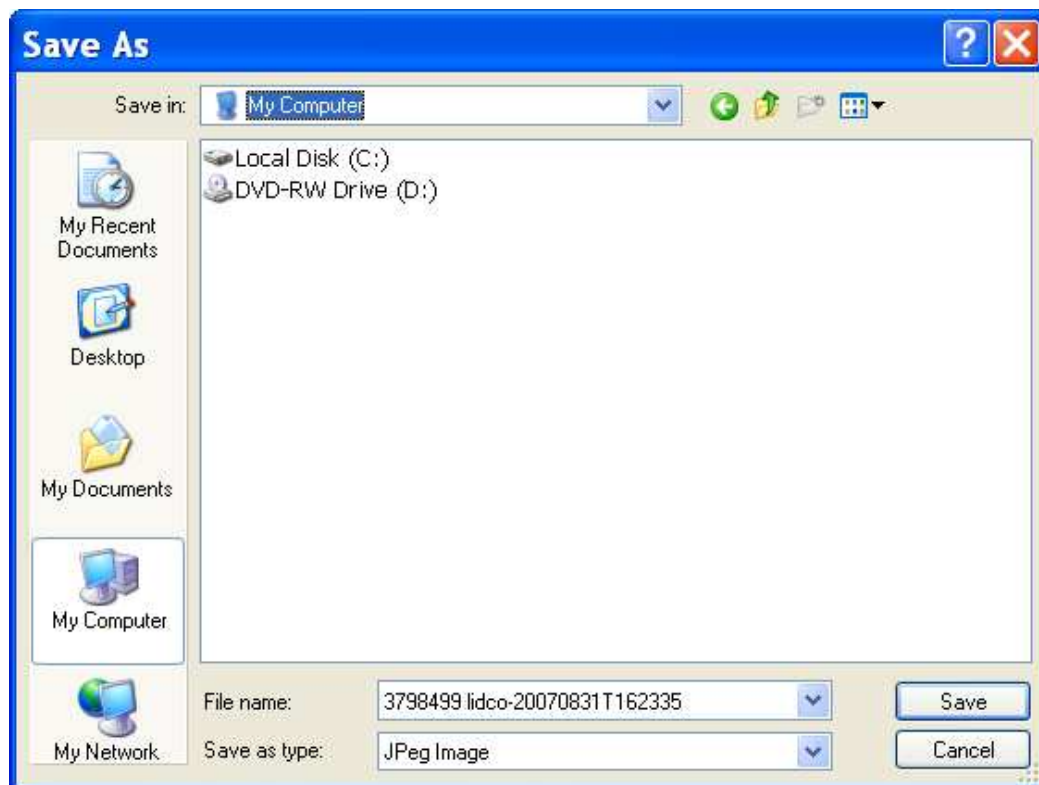 Save As
Save in:
My Computer
Local Disk (C:)
DVD-RW Drive (D:)
My Recent
Documents
Desktop
My Documents
My Computer
My Network
File name:
3798499 lidco-20070831T162335
Save
Save as type:
JPeg Image
Cancel